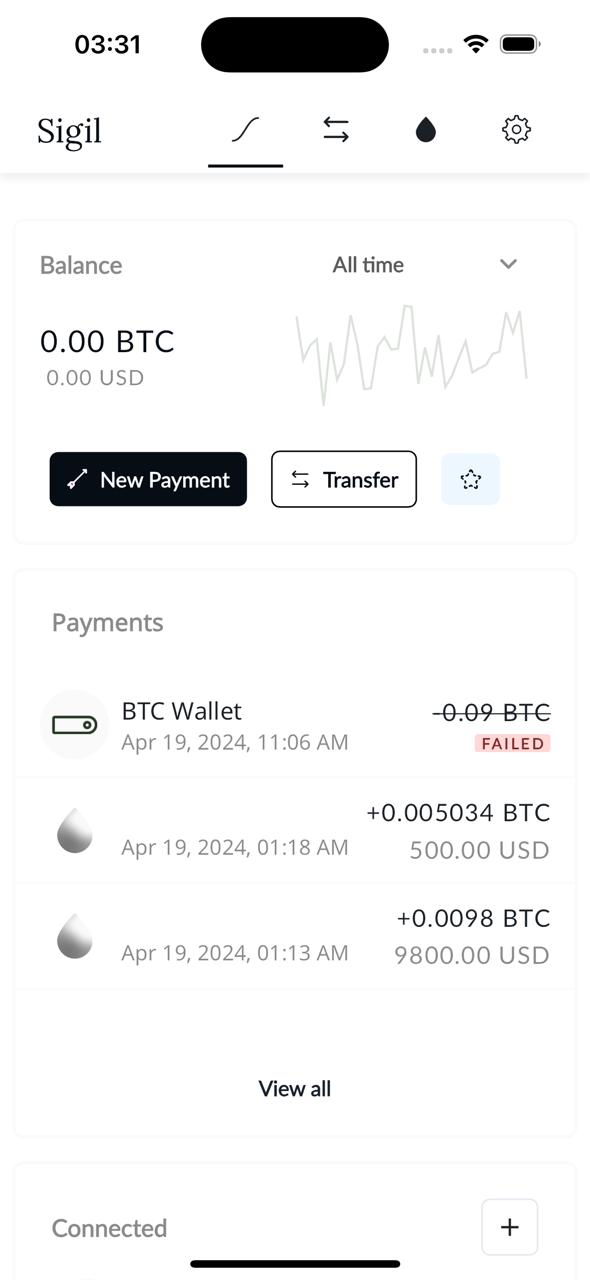 03:31
Sigil
Balance
All time
0.00 BTC
0.00 USD
New Payment
Transfer
Payments
BTC Wallet
-0.09 BTC
Apr 19, 2024, 11:06 AM
FAILED
+0.005034 BTC
Apr 19, 2024, 01:18 AM
500.00 USD
+0.0098 BTC
Apr 19, 2024, 01:13 AM
9800.00 USD
View all
Connected
+